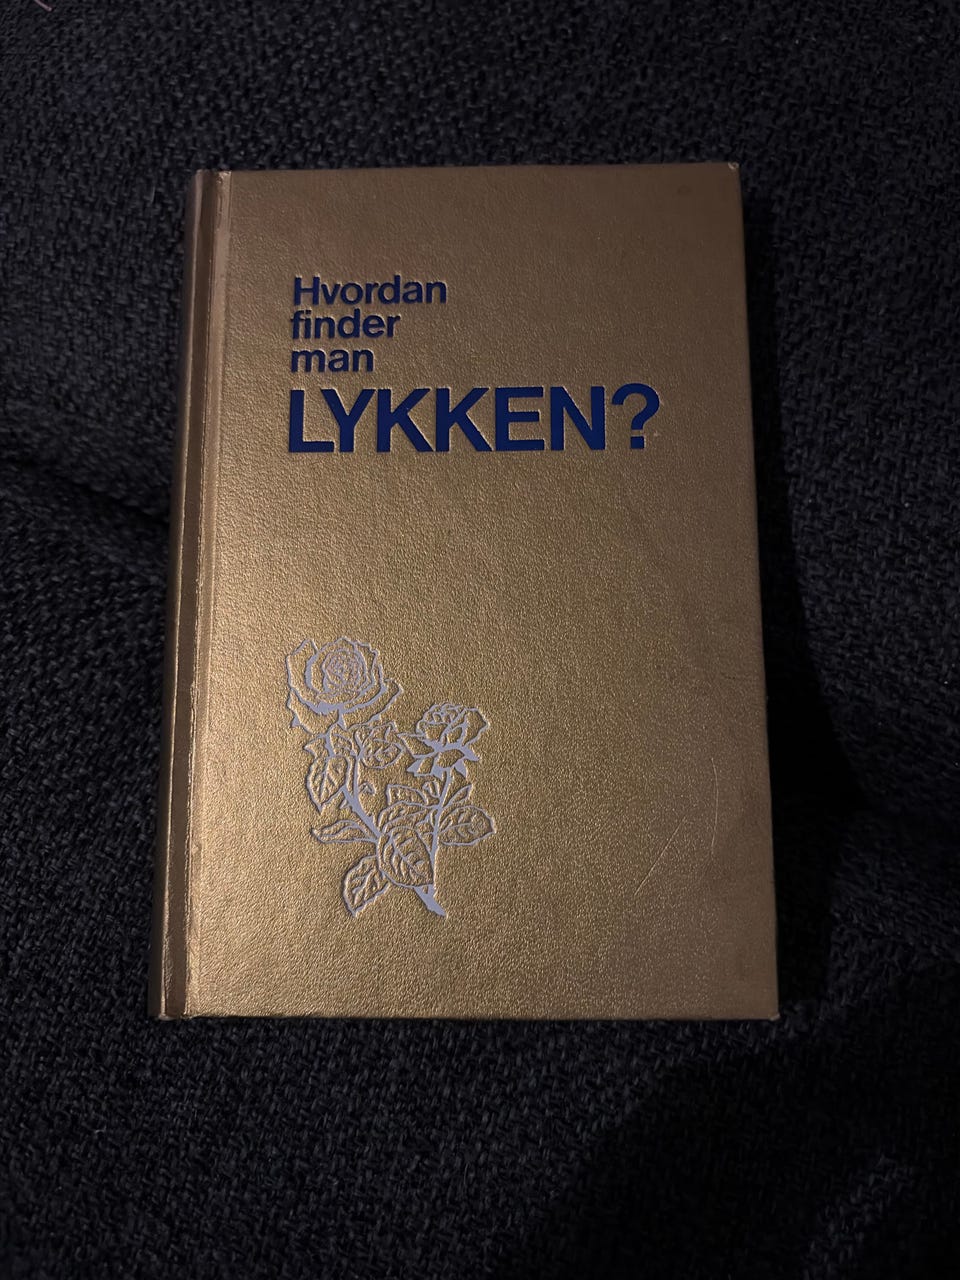 Hvordan
finder
man
LYKKEN?